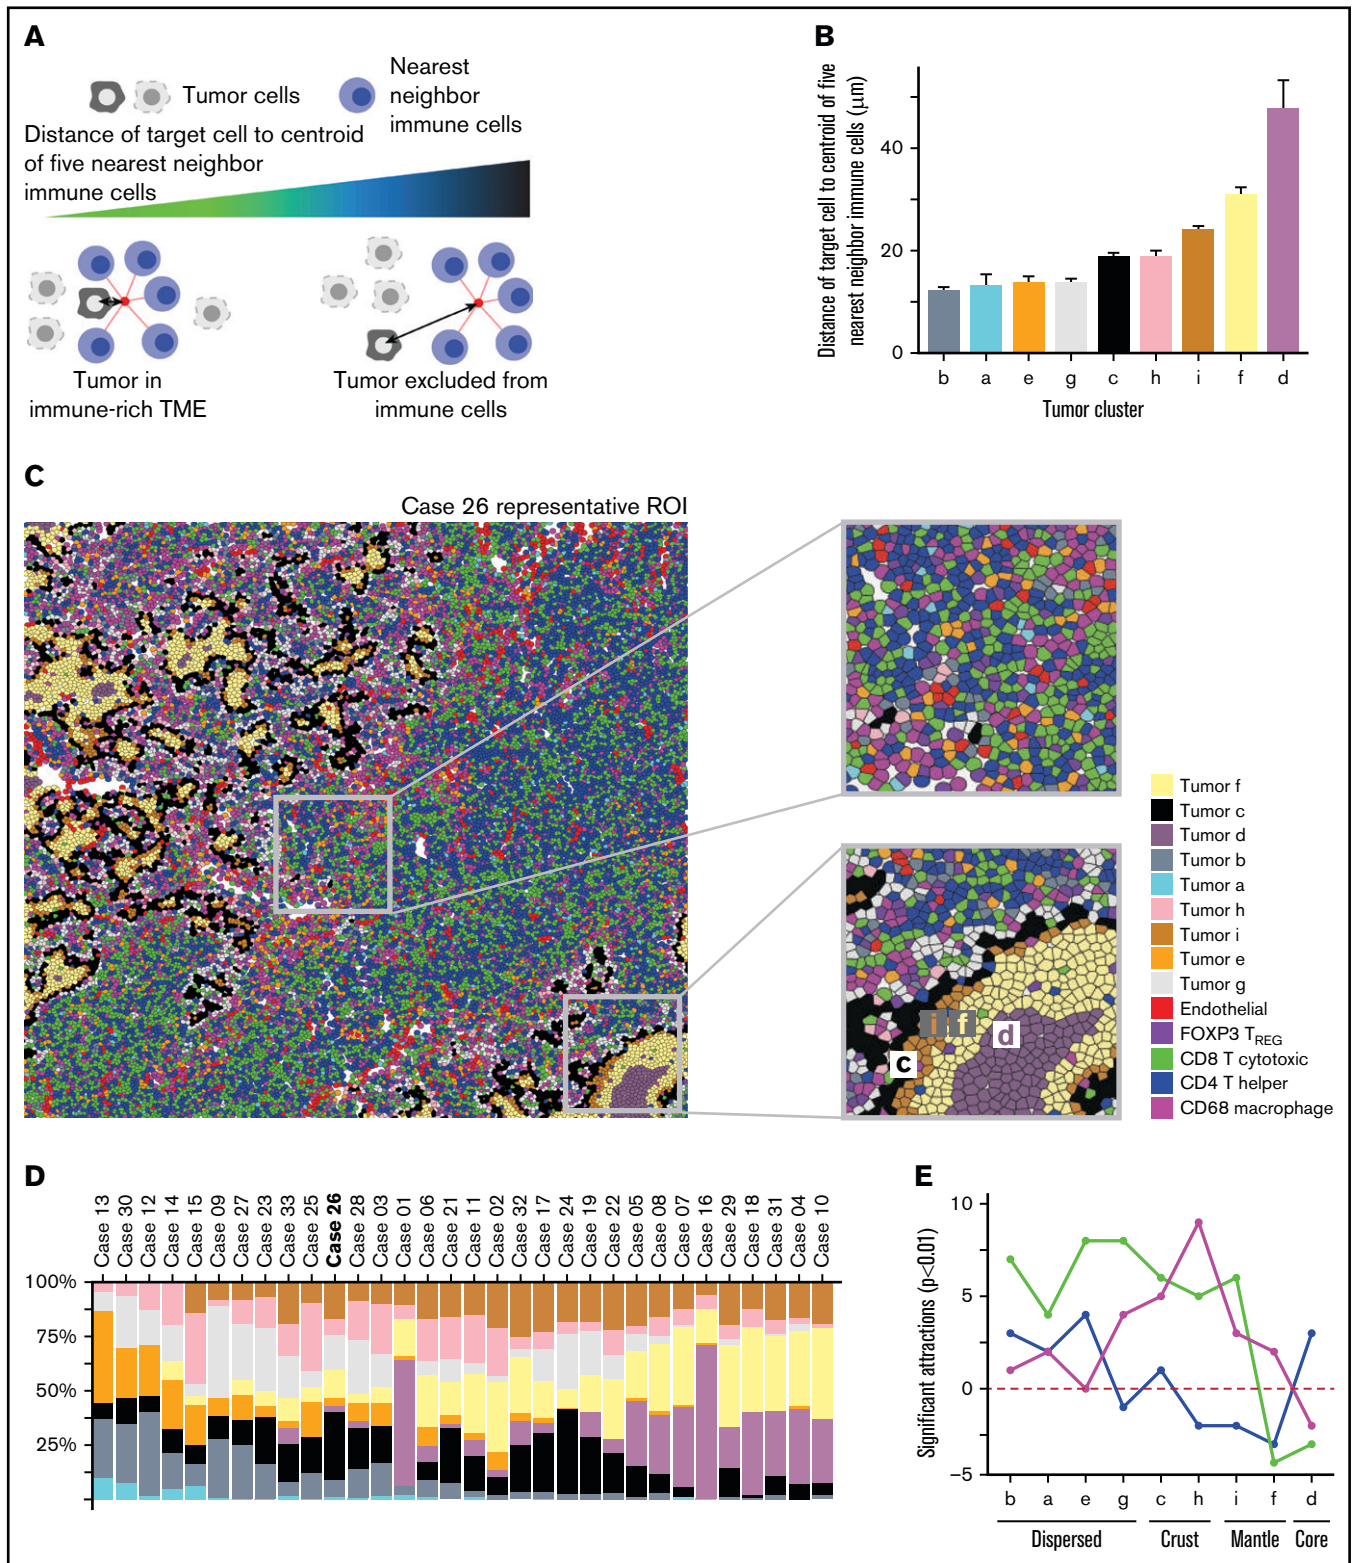 A
Tumor cells
Nearest
neighbor
immune cells
Distance of target cell to centroid
of five nearest neighbor
immune cells
Tumor in
immune-rich TME
Tumor excluded from
immune cells
B
Distance of target cell to centroid of five
nearest neighbor immune cells (μm)
40
20
0
b a e g c h i f d
Tumor cluster
C
Case 26 representative ROI
i f
d
c
Tumor f
Tumor c
Tumor d
Tumor b
Tumor a
Tumor h
Tumor i
Tumor e
Tumor g
Endothelial
FOXP3 TREG
CD8 T cytotoxic
CD4 T helper
CD68 macrophage
D
Case 13
Case 30
Case 12
Case 14
Case 15
Case 09
Case 27
Case 23
Case 33
Case 25
Case 26
Case 28
Case 03
Case 01
Case 06
Case 21
Case 11
Case 02
Case 32
Case 17
Case 24
Case 19
Case 22
Case 05
Case 08
Case 07
Case 16
Case 29
Case 18
Case 31
Case 04
Case 10
100%
75%
50%
25%
E
Significant attractions (p<0.01)
10
5
0
−5
b a e g c h i f d
Dispersed Crust Mantle Core